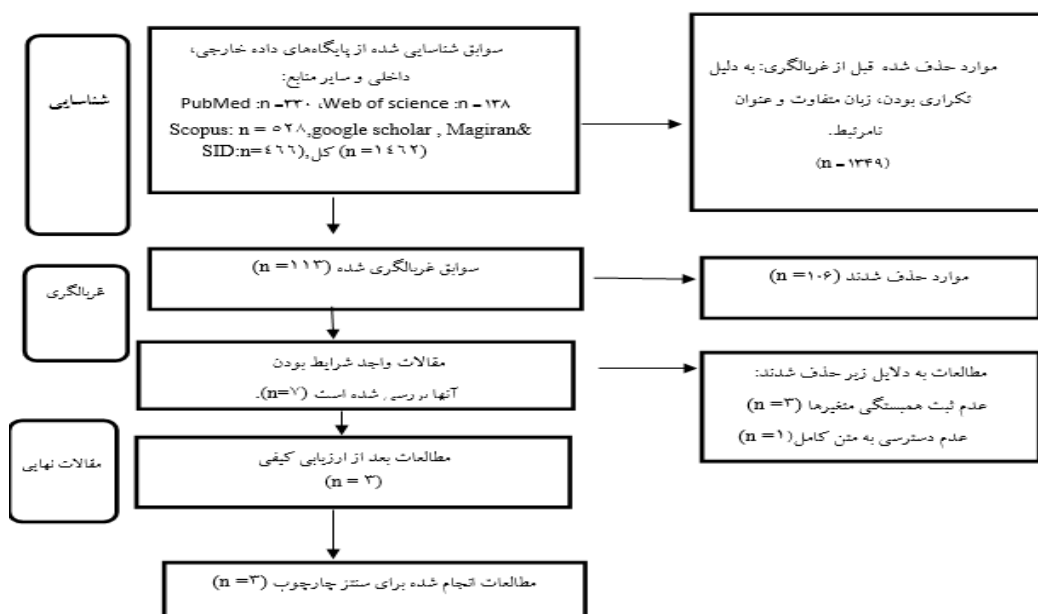 شناسایی
سوابق شناسایی شده از پایگاه‌های داده خارجی،
داخلی و سایر منابع:
PubMed :n =۳۳۰ ،Web of science :n =۱۳۸
Scopus: n = ٥٢٨,google scholar , Magiran&
SID:n=٤٦٦),کل (n =١٤٦٢)
موارد حذف شده قبل از غربالگری: به دلیل
تکراری بودن، زبان متفاوت و عنوان
نامرتبط.
(n =۱۳۴۹)
غربالگری
سوابق غربالگری شده (n =۱۱۳)
موارد حذف شدند (n =۱۰۶)
مقالات واجد شرایط بودن
آنها بررسی شده است (n=۷).
مطالعات به دلایل زیر حذف شدند:
عدم ثبت همبستگی متغیرها (n =۳)
عدم دسترسی به متن کامل(n =۱)
مقالات نهایی
مطالعات بعد از ارزیابی کیفی
(n = ۳)
مطالعات انجام شده برای سنتز چارچوب (n =۳)